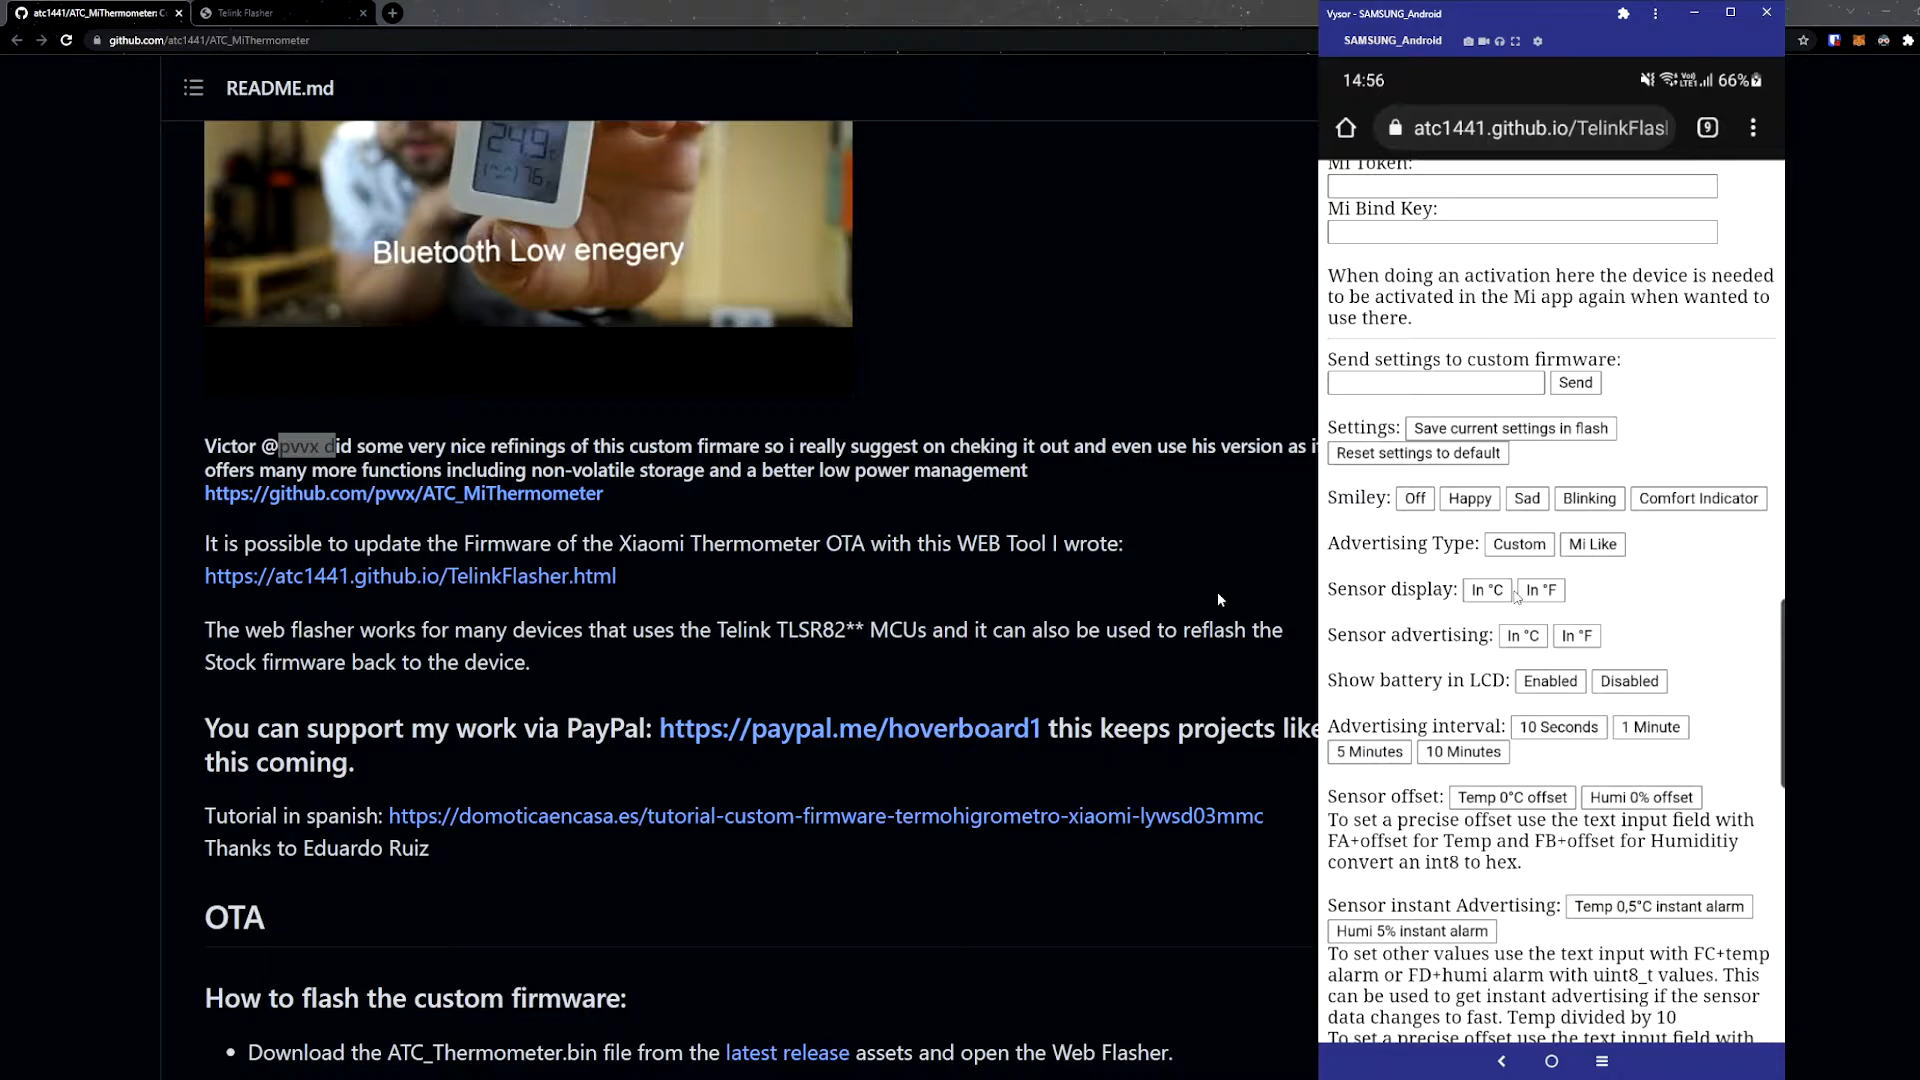 atc1441/ATC_MiThermometer: C
Telink Flasher
github.com/atc1441/ATC_MiThermometer
README.md
24.9
76
Bluetooth Low enegery
Victor @pvvx did some very nice refinings of this custom firmare so i really suggest on cheking it out and even use his version as it
offers many more functions including non-volatile storage and a better low power management
https://github.com/pvvx/ATC_MiThermometer
It is possible to update the Firmware of the Xiaomi Thermometer OTA with this WEB Tool I wrote:
https://atc1441.github.io/TelinkFlasher.html
The web flasher works for many devices that uses the Telink TLSR82** MCUs and it can also be used to reflash the
Stock firmware back to the device.
You can support my work via PayPal: https://paypal.me/hoverboard1 this keeps projects like
this coming.
Tutorial in spanish: https://domoticaencasa.es/tutorial-custom-firmware-termohigrometro-xiaomi-lywsd03mmc
Thanks to Eduardo Ruiz
OTA
How to flash the custom firmware:
• Download the ATC_Thermometer.bin file from the latest release assets and open the Web Flasher.
Vysor - SAMSUNG_Android
SAMSUNG_Android
14:56
66%
atc1441.github.io/TelinkFlasl
9
Mi Token:
Mi Bind Key:
When doing an activation here the device is needed
to be activated in the Mi app again when wanted to
use there.
Send settings to custom firmware:
Send
Settings: Save current settings in flash
Reset settings to default
Smiley: Off Happy Sad Blinking Comfort Indicator
Advertising Type: Custom Mi Like
Sensor display: In °C In °F
Sensor advertising: In °C In °F
Show battery in LCD: Enabled Disabled
Advertising interval: 10 Seconds 1 Minute
5 Minutes 10 Minutes
Sensor offset: Temp 0°C offset Humi 0% offset
To set a precise offset use the text input field with
FA+offset for Temp and FB+offset for Humiditiy
convert an int8 to hex.
Sensor instant Advertising: Temp 0,5°C instant alarm
Humi 5% instant alarm
To set other values use the text input with FC+temp
alarm or FD+humi alarm with uint8_t values. This
can be used to get instant advertising if the sensor
data changes to fast. Temp divided by 10
To set a precise offset use the text input field with